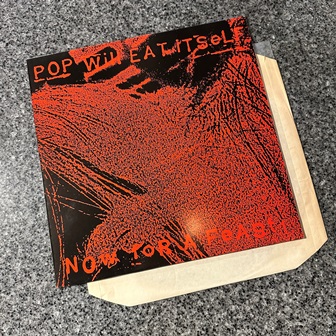 POP Will EAT ITSELF
NOW FOR A FEAST!